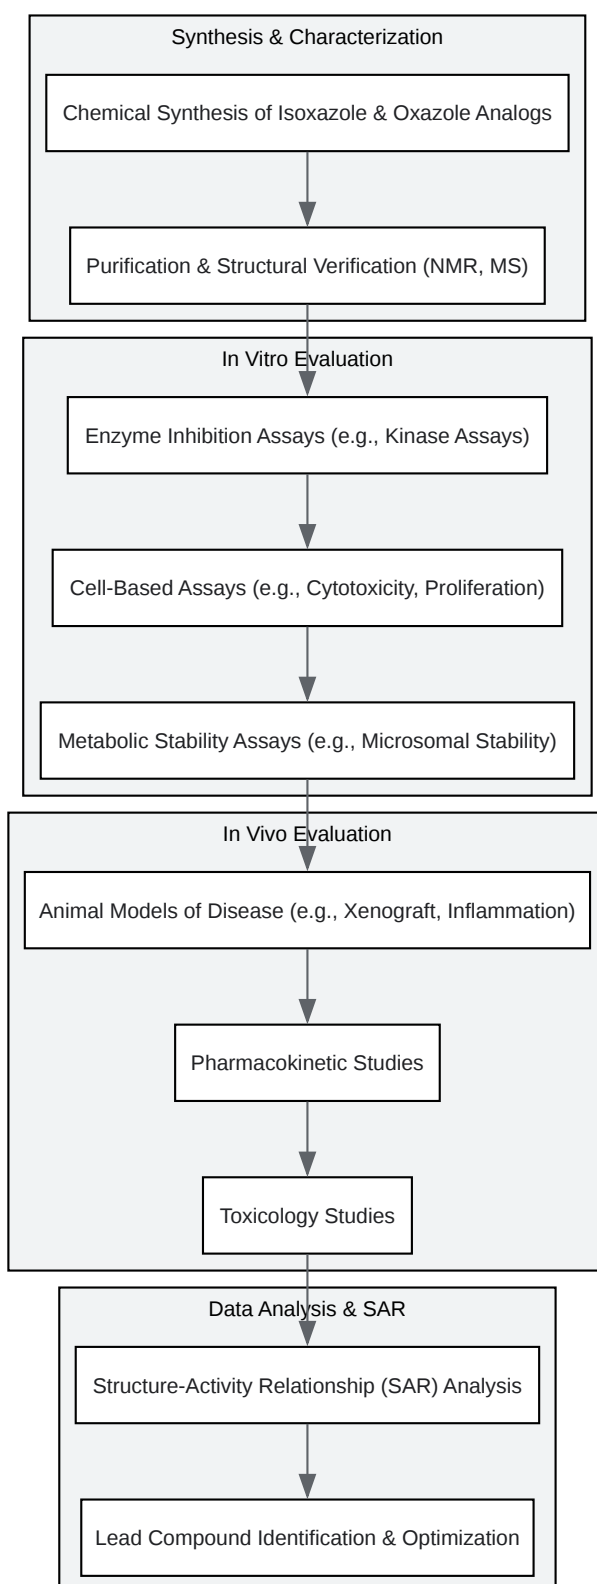 Synthesis & Characterization
Chemical Synthesis of Isoxazole & Oxazole Analogs
Purification & Structural Verification (NMR, MS)
In Vitro Evaluation
Enzyme Inhibition Assays (e.g., Kinase Assays)
Cell-Based Assays (e.g., Cytotoxicity, Proliferation)
Metabolic Stability Assays (e.g., Microsomal Stability)
In Vivo Evaluation
Animal Models of Disease (e.g., Xenograft, Inflammation)
Pharmacokinetic Studies
Toxicology Studies
Data Analysis & SAR
Structure-Activity Relationship (SAR) Analysis
Lead Compound Identification & Optimization